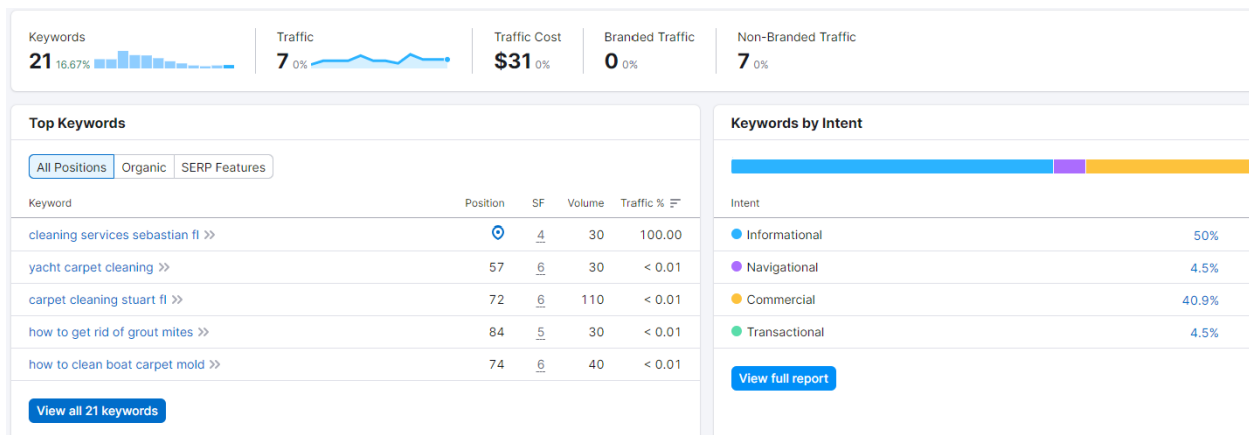 Keywords
21 16.67%
Traffic
7 0%
Traffic Cost
$31 0%
Branded Traffic
0 0%
Non-Branded Traffic
7 0%
Top Keywords
All Positions Organic SERP Features
Keyword Position SF Volume Traffic %
cleaning services sebastian fl 4 30 100.00
yacht carpet cleaning 57 6 30 < 0.01
carpet cleaning stuart fl 72 6 110 < 0.01
how to get rid of grout mites 84 5 30 < 0.01
how to clean boat carpet mold 74 6 40 < 0.01
View all 21 keywords
Keywords by Intent
Intent
Informational 50%
Navigational 4.5%
Commercial 40.9%
Transactional 4.5%
View full report